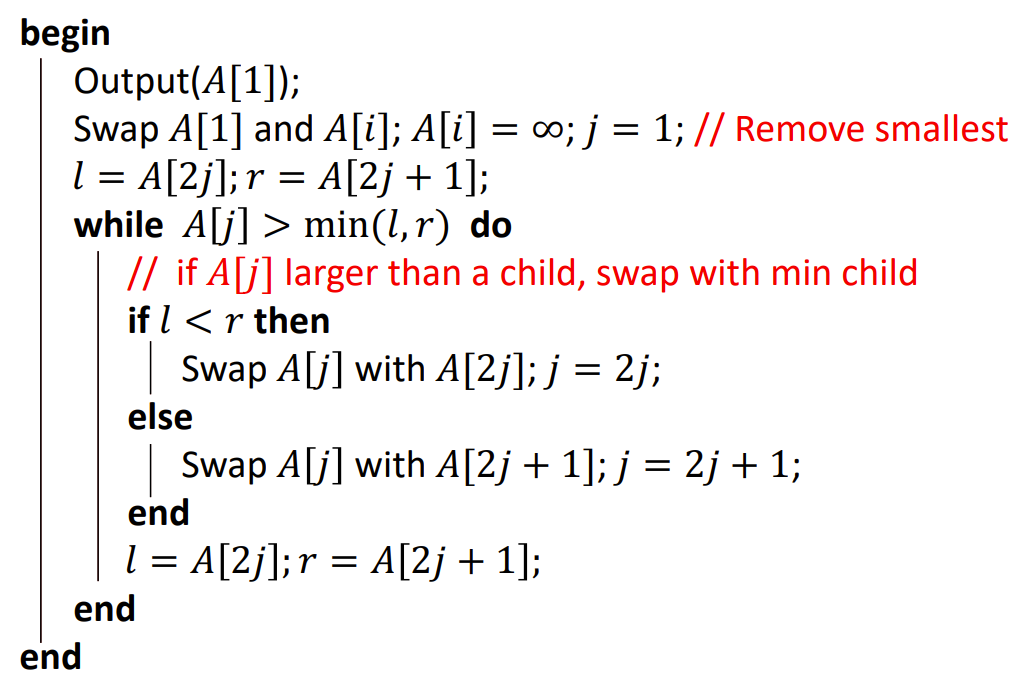 begin
Output(A[1]);
Swap A[1] and A[i]; A[i] = ∞; j = 1; // Remove smallest
l = A[2j]; r = A[2j + 1];
while A[j] > min(l, r) do
// if A[j] larger than a child, swap with min child
if l < r then
Swap A[j] with A[2j]; j = 2j;
else
Swap A[j] with A[2j + 1]; j = 2j + 1;
end
l = A[2j]; r = A[2j + 1];
end
end